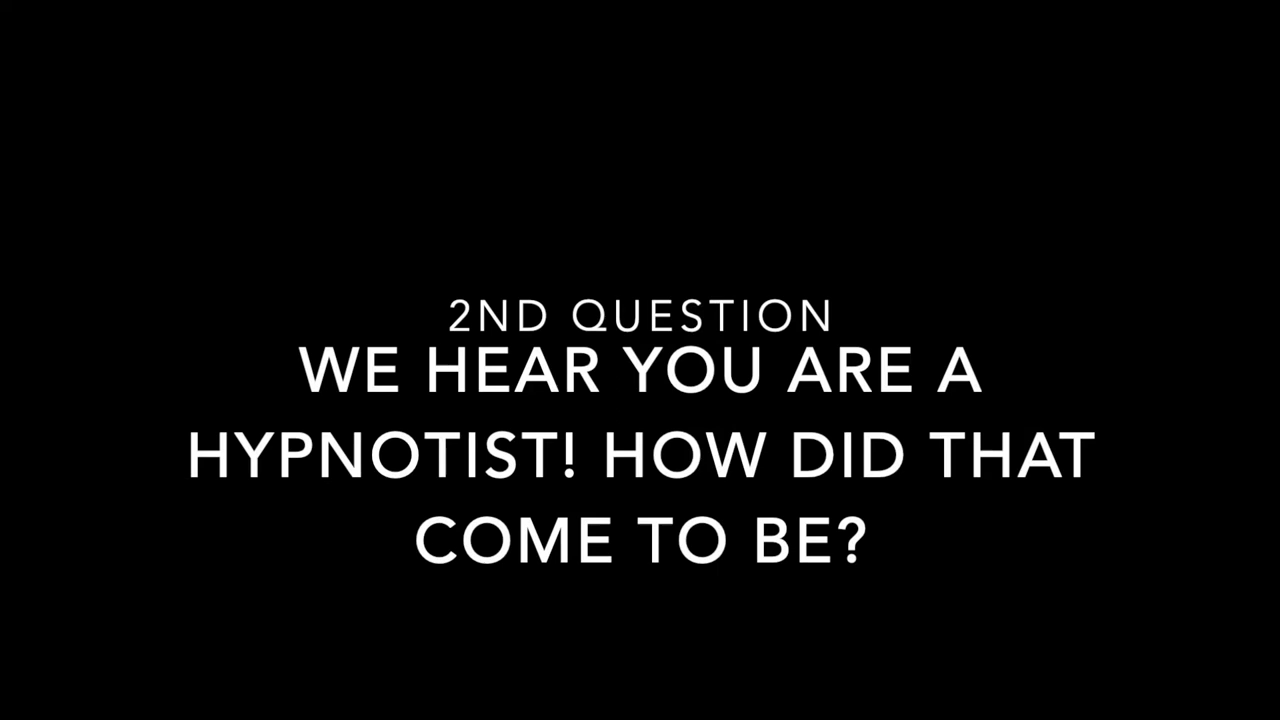 2ND QUESTION
WE HEAR YOU ARE A
HYPNOTIST! HOW DID THAT
COME TO BE?